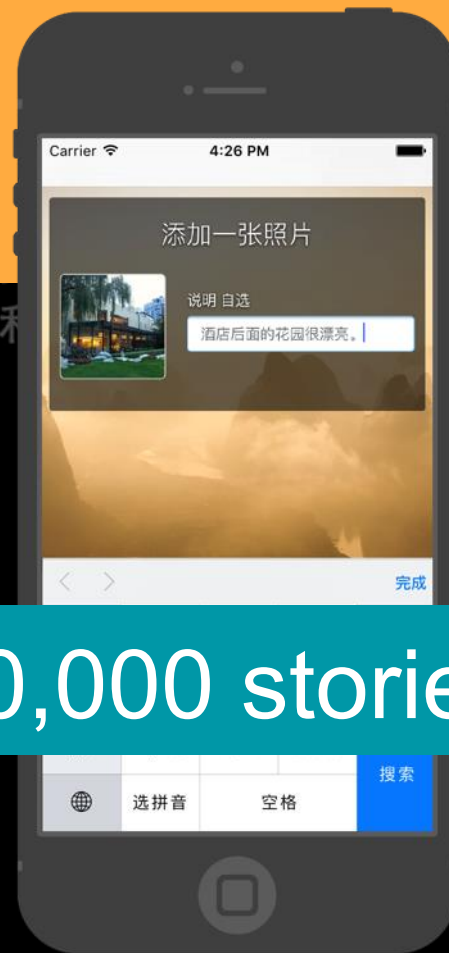 Carrier 4:26 PM
添加一张照片
说明 自选
酒店后面的花园很漂亮。
完成
0,000 storie
搜索
选拼音 空格